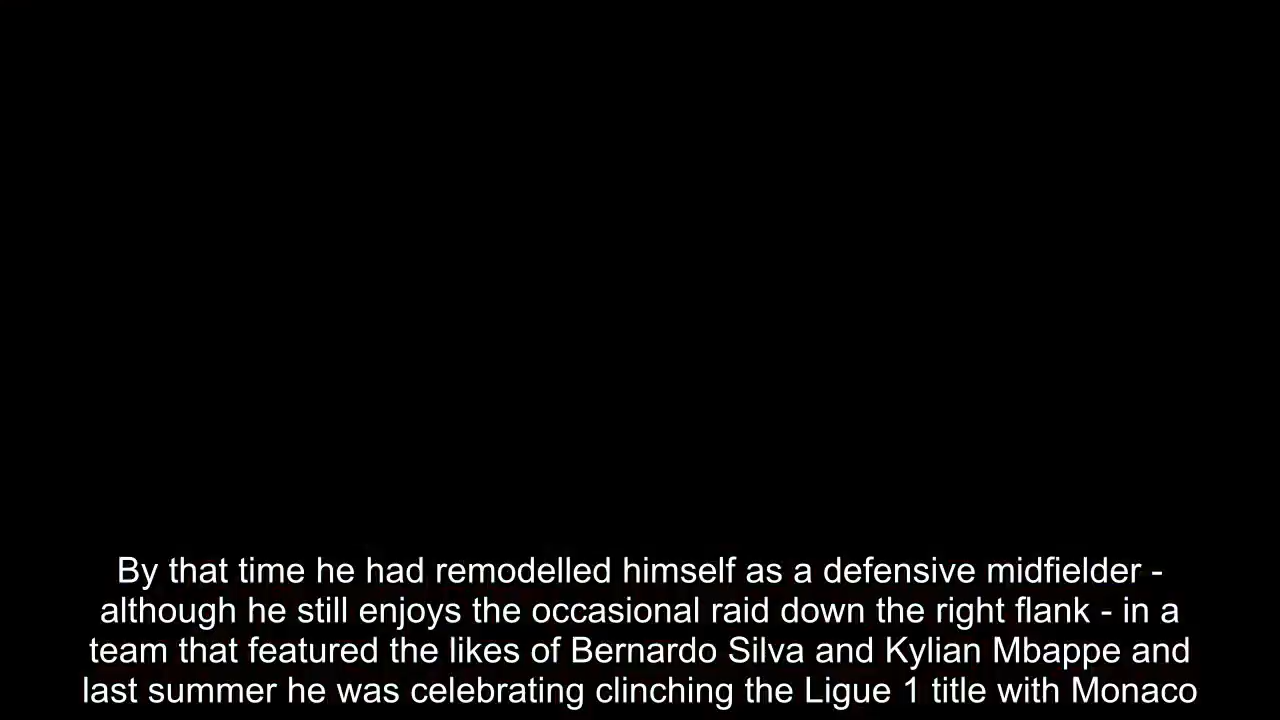 By that time he had remodelled himself as a defensive midfielder -
although he still enjoys the occasional raid down the right flank - in a
team that featured the likes of Bernardo Silva and Kylian Mbappe and
last summer he was celebrating clinching the Ligue 1 title with Monaco